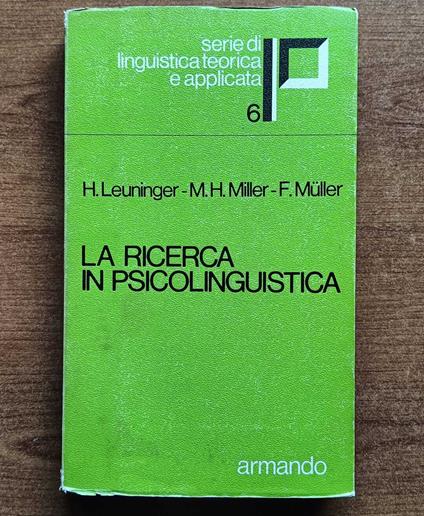 serie di
linguistica teorica
e applicata
6
H. Leuninger - M. H. Miller - F. Müller
LA RICERCA
IN PSICOLINGUISTICA
armando